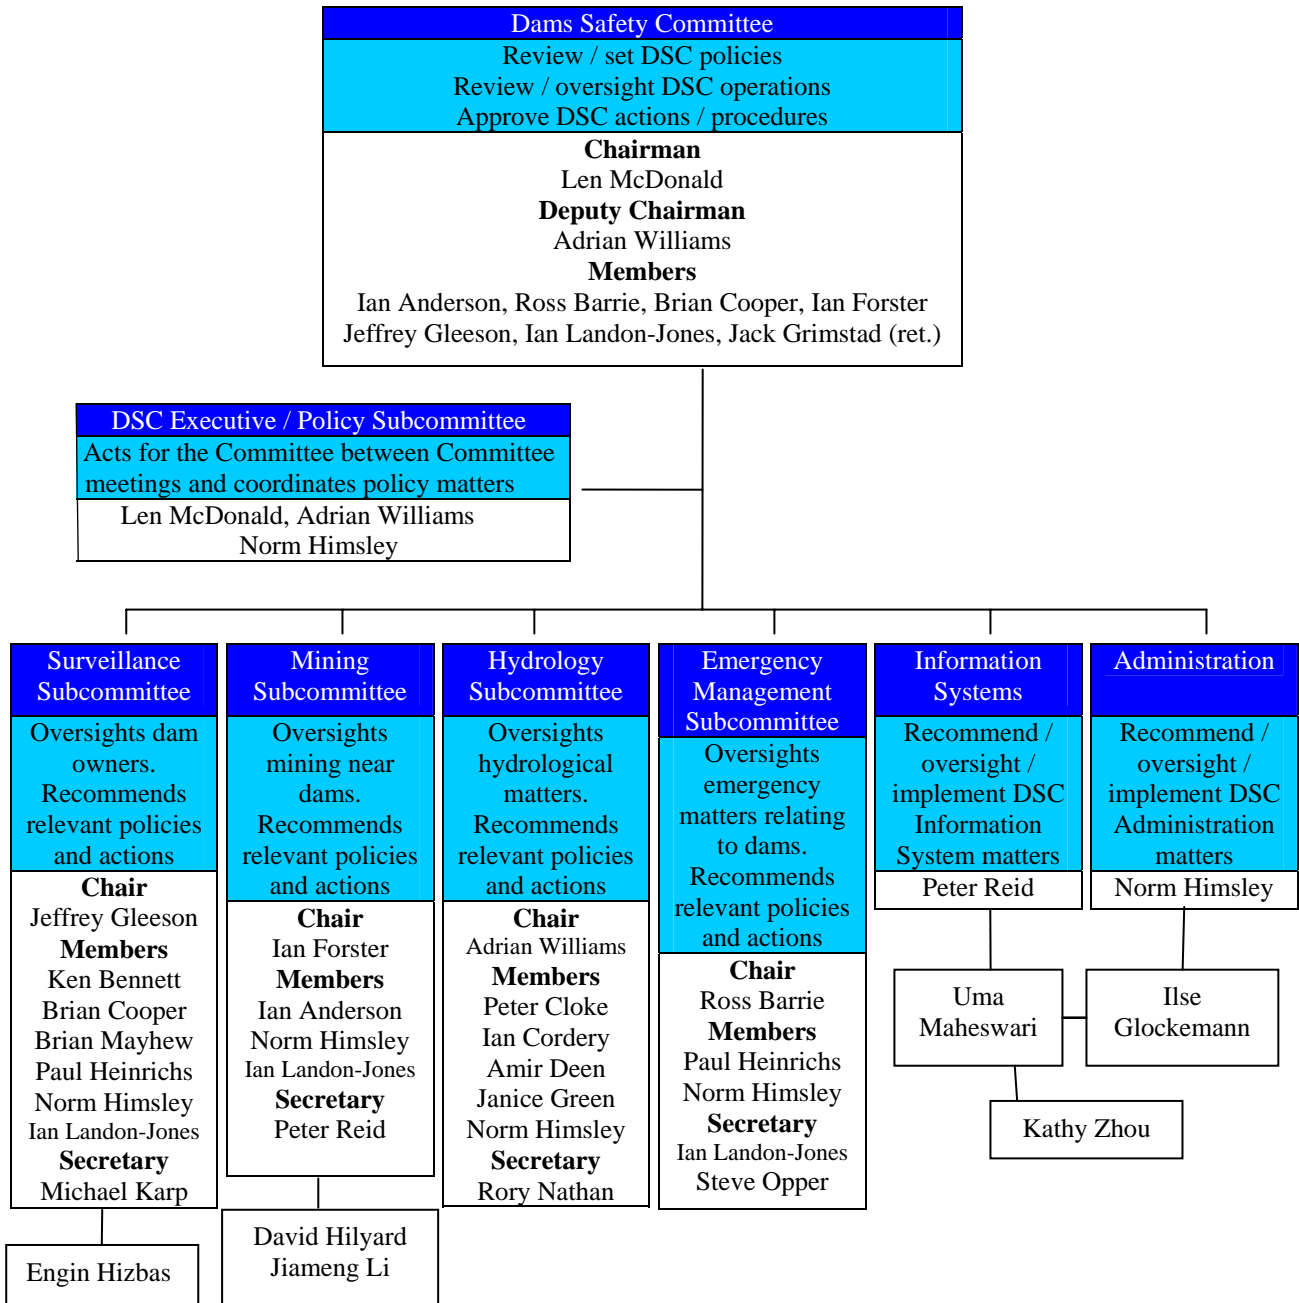 Dams Safety Committee
Review / set DSC policies
Review / oversight DSC operations
Approve DSC actions / procedures
Chairman
Len McDonald
Deputy Chairman
Adrian Williams
Members
Ian Anderson, Ross Barrie, Brian Cooper, Ian Forster
Jeffrey Gleeson, Ian Landon-Jones, Jack Grimstad (ret.)
DSC Executive / Policy Subcommittee
Acts for the Committee between Committee
meetings and coordinates policy matters
Len McDonald, Adrian Williams
Norm Himsley
Surveillance
Subcommittee
Oversights dam
owners.
Recommends
relevant policies
and actions
Chair
Jeffrey Gleeson
Members
Ken Bennett
Brian Cooper
Brian Mayhew
Paul Heinrichs
Norm Himsley
Ian Landon-Jones
Secretary
Michael Karp
Engin Hizbas
Mining
Subcommittee
Oversights
mining near
dams.
Recommends
relevant policies
and actions
Chair
Ian Forster
Members
Ian Anderson
Norm Himsley
Ian Landon-Jones
Secretary
Peter Reid
David Hilyard
Jiameng Li
Hydrology
Subcommittee
Oversights
hydrological
matters.
Recommends
relevant policies
and actions
Chair
Adrian Williams
Members
Peter Cloke
Ian Cordery
Amir Deen
Janice Green
Norm Himsley
Secretary
Rory Nathan
Emergency
Management
Subcommittee
Oversights
emergency
matters relating
to dams.
Recommends
relevant policies
and actions
Chair
Ross Barrie
Members
Paul Heinrichs
Norm Himsley
Secretary
Ian Landon-Jones
Steve Opper
Information
Systems
Recommend /
oversight /
implement DSC
Information
System matters
Peter Reid
Uma
Maheswari
Kathy Zhou
Administration
Recommend /
oversight /
implement DSC
Administration
matters
Norm Himsley
Ilse
Glockemann